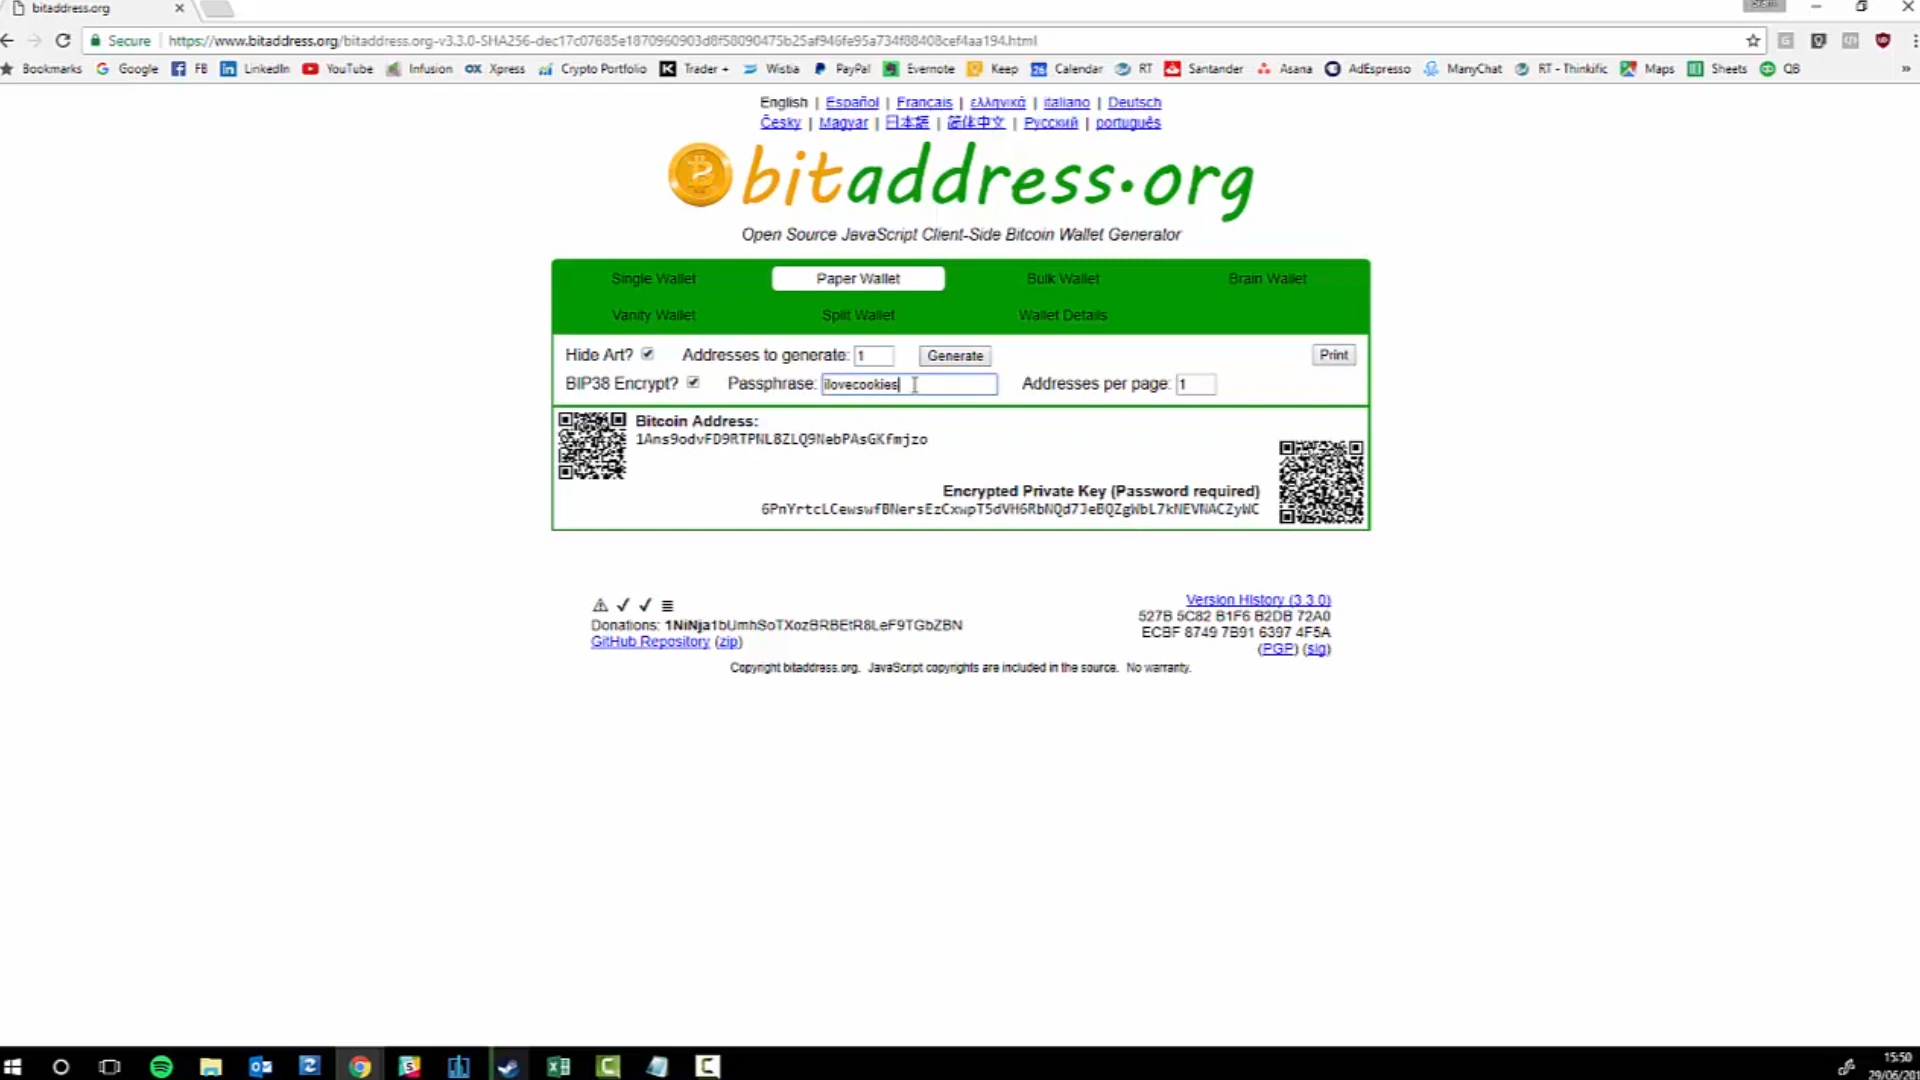 bitaddress.org
Secure | https://www.bitaddress.org/bitaddress.org-v3.3.0-SHA256-dec17c07685e1870960903d8f58090475b25af946fe95a734f88408cef4aa194.html
Bookmarks Google FB LinkedIn YouTube Infusion Xpress Crypto Portfolio Trader + Wistia PayPal Evernote Keep Calendar RT Santander Asana AdEspresso ManyChat RT - Thinkific Maps Sheets QB »
English | Español | Français | ελληνικά | italiano | Deutsch
Česky | Magyar | 日本語 | 简体中文 | Русский | português
bitaddress.org
Open Source JavaScript Client-Side Bitcoin Wallet Generator
Single Wallet Paper Wallet Bulk Wallet Brain Wallet
Vanity Wallet Split Wallet Wallet Details
Hide Art? Addresses to generate: 1 Generate Print
BIP38 Encrypt? Passphrase: ilovecookies Addresses per page: 1
Bitcoin Address:
1Ans9odvFD9RTPNL8ZLQ9NebPAsGKfmjzo
Encrypted Private Key (Password required)
6PnYrtcLCewswfBNersEzCxwpT5dVH6RbNQd7JeBQZgWbL7kNEVNACZyWC
Version History (3.3.0)
527B 5C82 B1F6 B2DB 72A0
ECBF 8749 7B91 6397 4F5A
(PGP) (sig)
Donations: 1NiNja1bUmhSoTXozBRBEtR8LeF9TGbZBN
GitHub Repository (zip)
Copyright bitaddress.org. JavaScript copyrights are included in the source. No warranty.
15:50
29/06/201